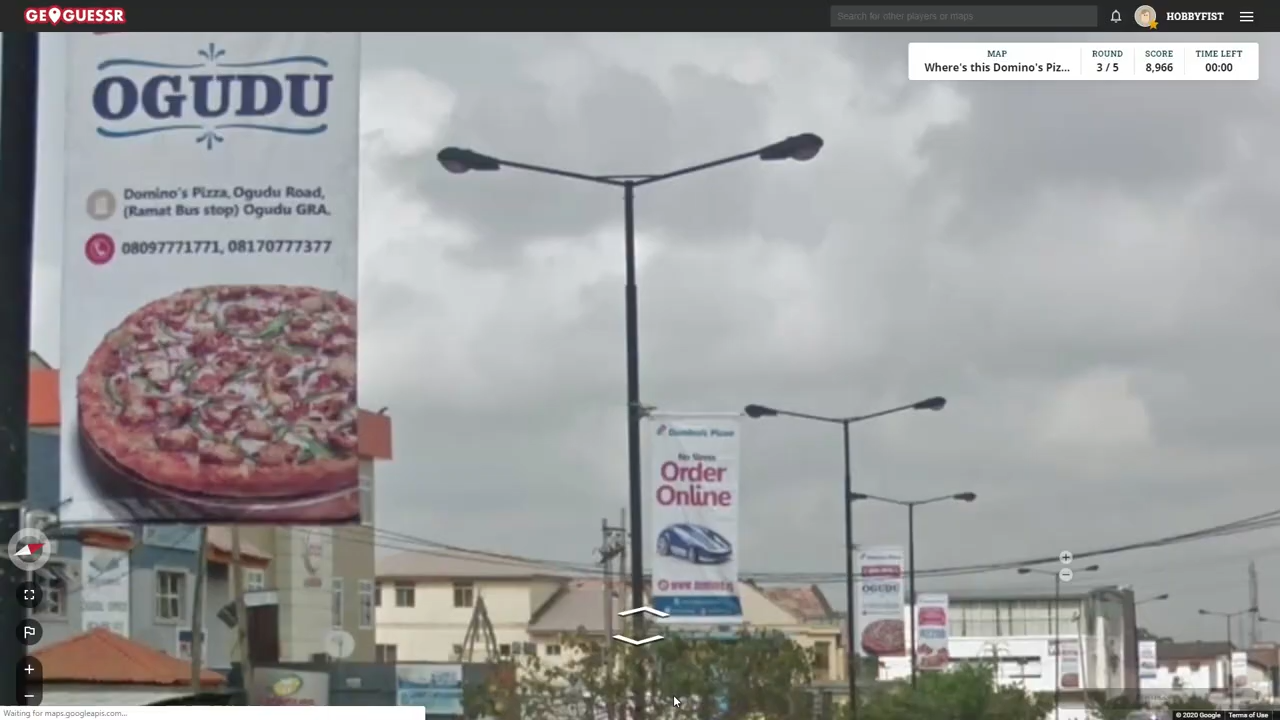 GEOGUESSR
Search for other players or maps
HOBBYFIST
MAP
Where's this Domino's Piz...
ROUND
3 / 5
SCORE
8,966
TIME LEFT
00:00
OGUDU
Domino's Pizza, Ogudu Road,
(Ramat Bus stop) Ogudu GRA.
08097771771, 08170777377
Domino's Pizza
No Stress
Order
Online
OGUDU
Waiting for maps.googleapis.com...
© 2020 Google
Terms of Use